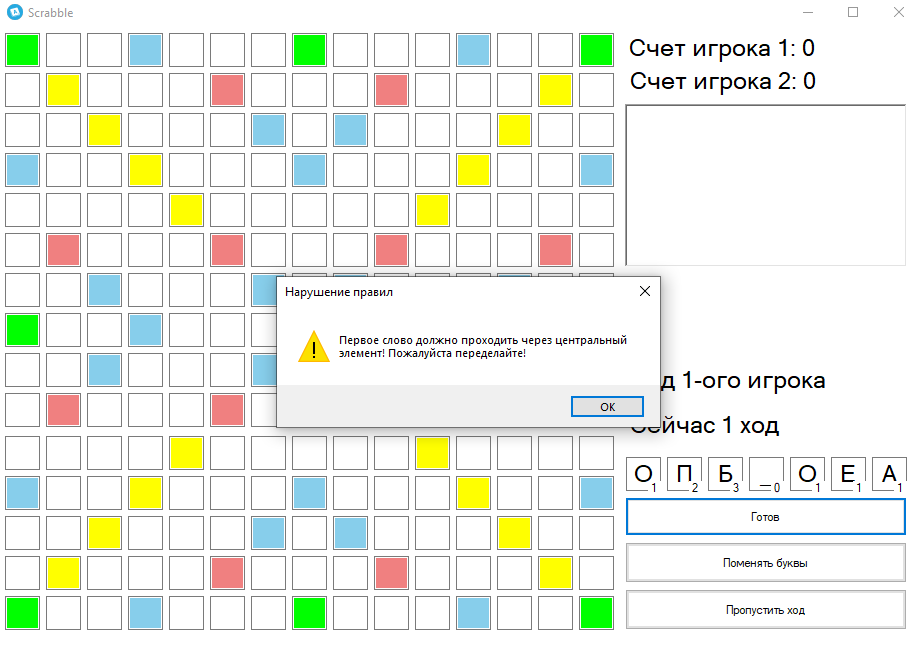 Scrabble
Счет игрока 1: 0
Счет игрока 2: 0
Нарушение правил
Первое слово должно проходить через центральный
элемент! Пожалуйста переделайте!
ОК
1-ого игрока
Сейчас 1 ход
О 1 П 2 Б 3 _ 0 О 1 Е 1 А 1
Готов
Поменять буквы
Пропустить ход